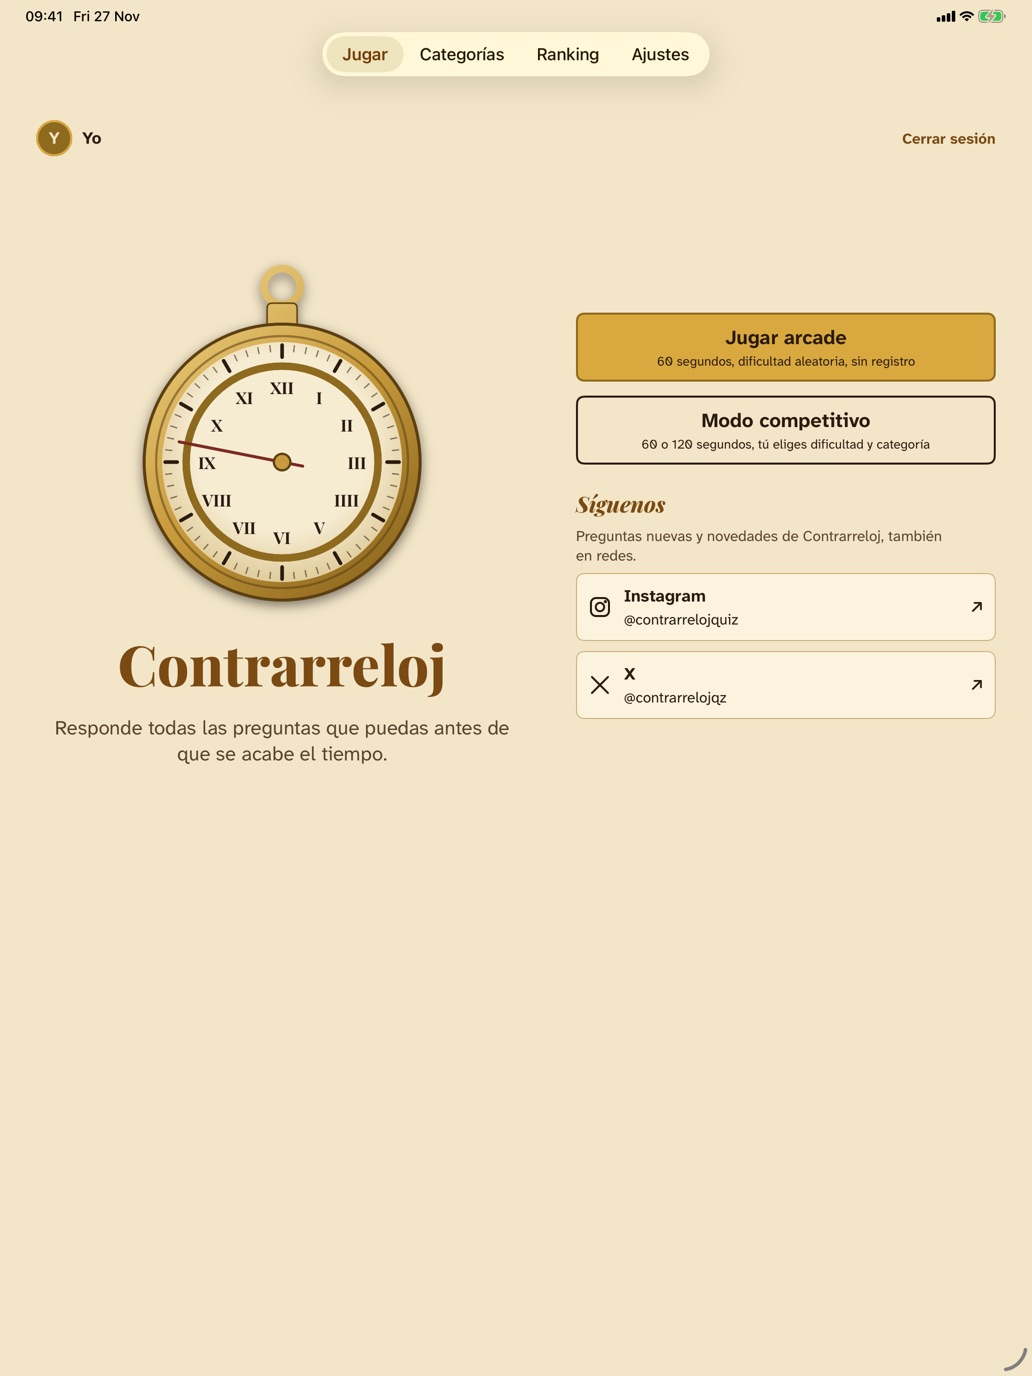 09:41 Fri 27 Nov
Jugar Categorías Ranking Ajustes
Y Yo
Cerrar sesión
XII
I
II
III
IIII
V
VI
VII
VIII
IX
X
XI
Contrarreloj
Responde todas las preguntas que puedas antes de
que se acabe el tiempo.
Jugar arcade
60 segundos, dificultad aleatoria, sin registro
Modo competitivo
60 o 120 segundos, tú eliges dificultad y categoría
Síguenos
Preguntas nuevas y novedades de Contrarreloj, también
en redes.
Instagram
@contrarrelojquiz
X
@contrarrelojqz